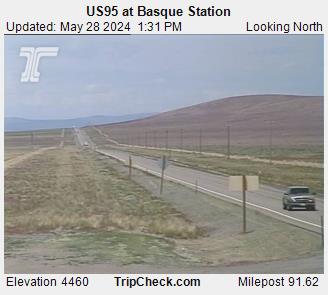 US95 at Basque Station
Updated: May 28 2024 1:31 PM Looking North
Elevation 4460 TripCheck.com Milepost 91.62